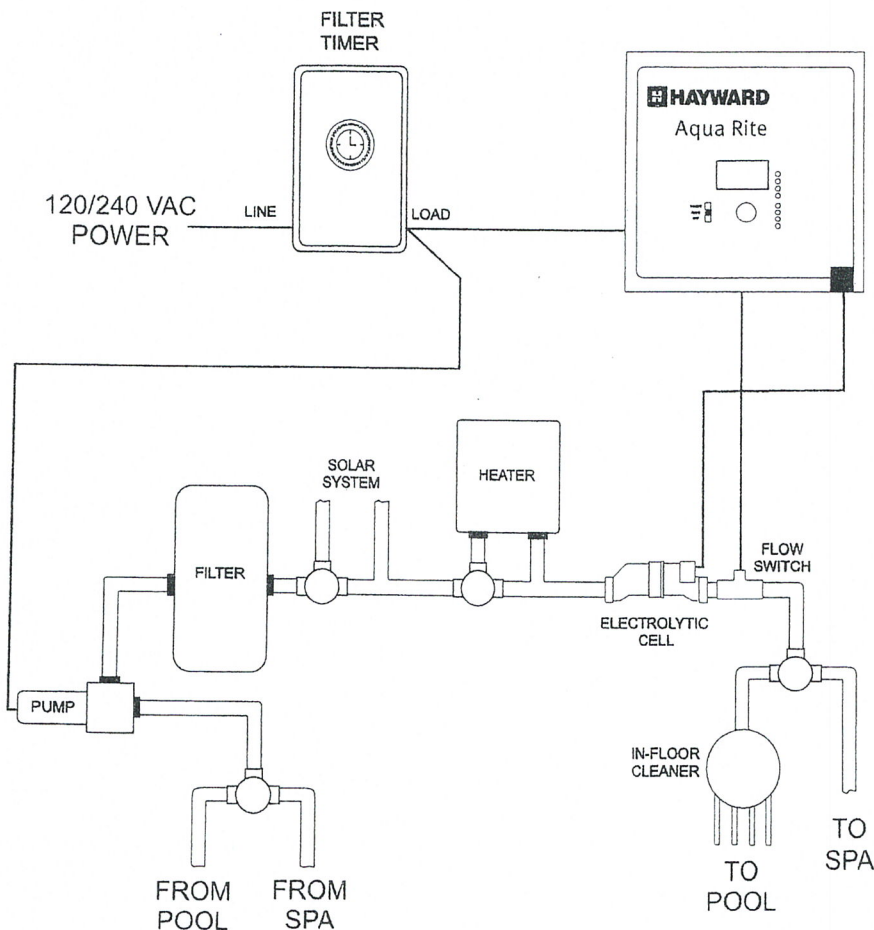 FILTER
TIMER
HAYWARD
Aqua Rite
120/240 VAC
POWER
LINE
LOAD
SOLAR
SYSTEM
HEATER
FILTER
FLOW
SWITCH
ELECTROLYTIC
CELL
PUMP
IN-FLOOR
CLEANER
TO
SPA
TO
POOL
FROM
POOL
FROM
SPA